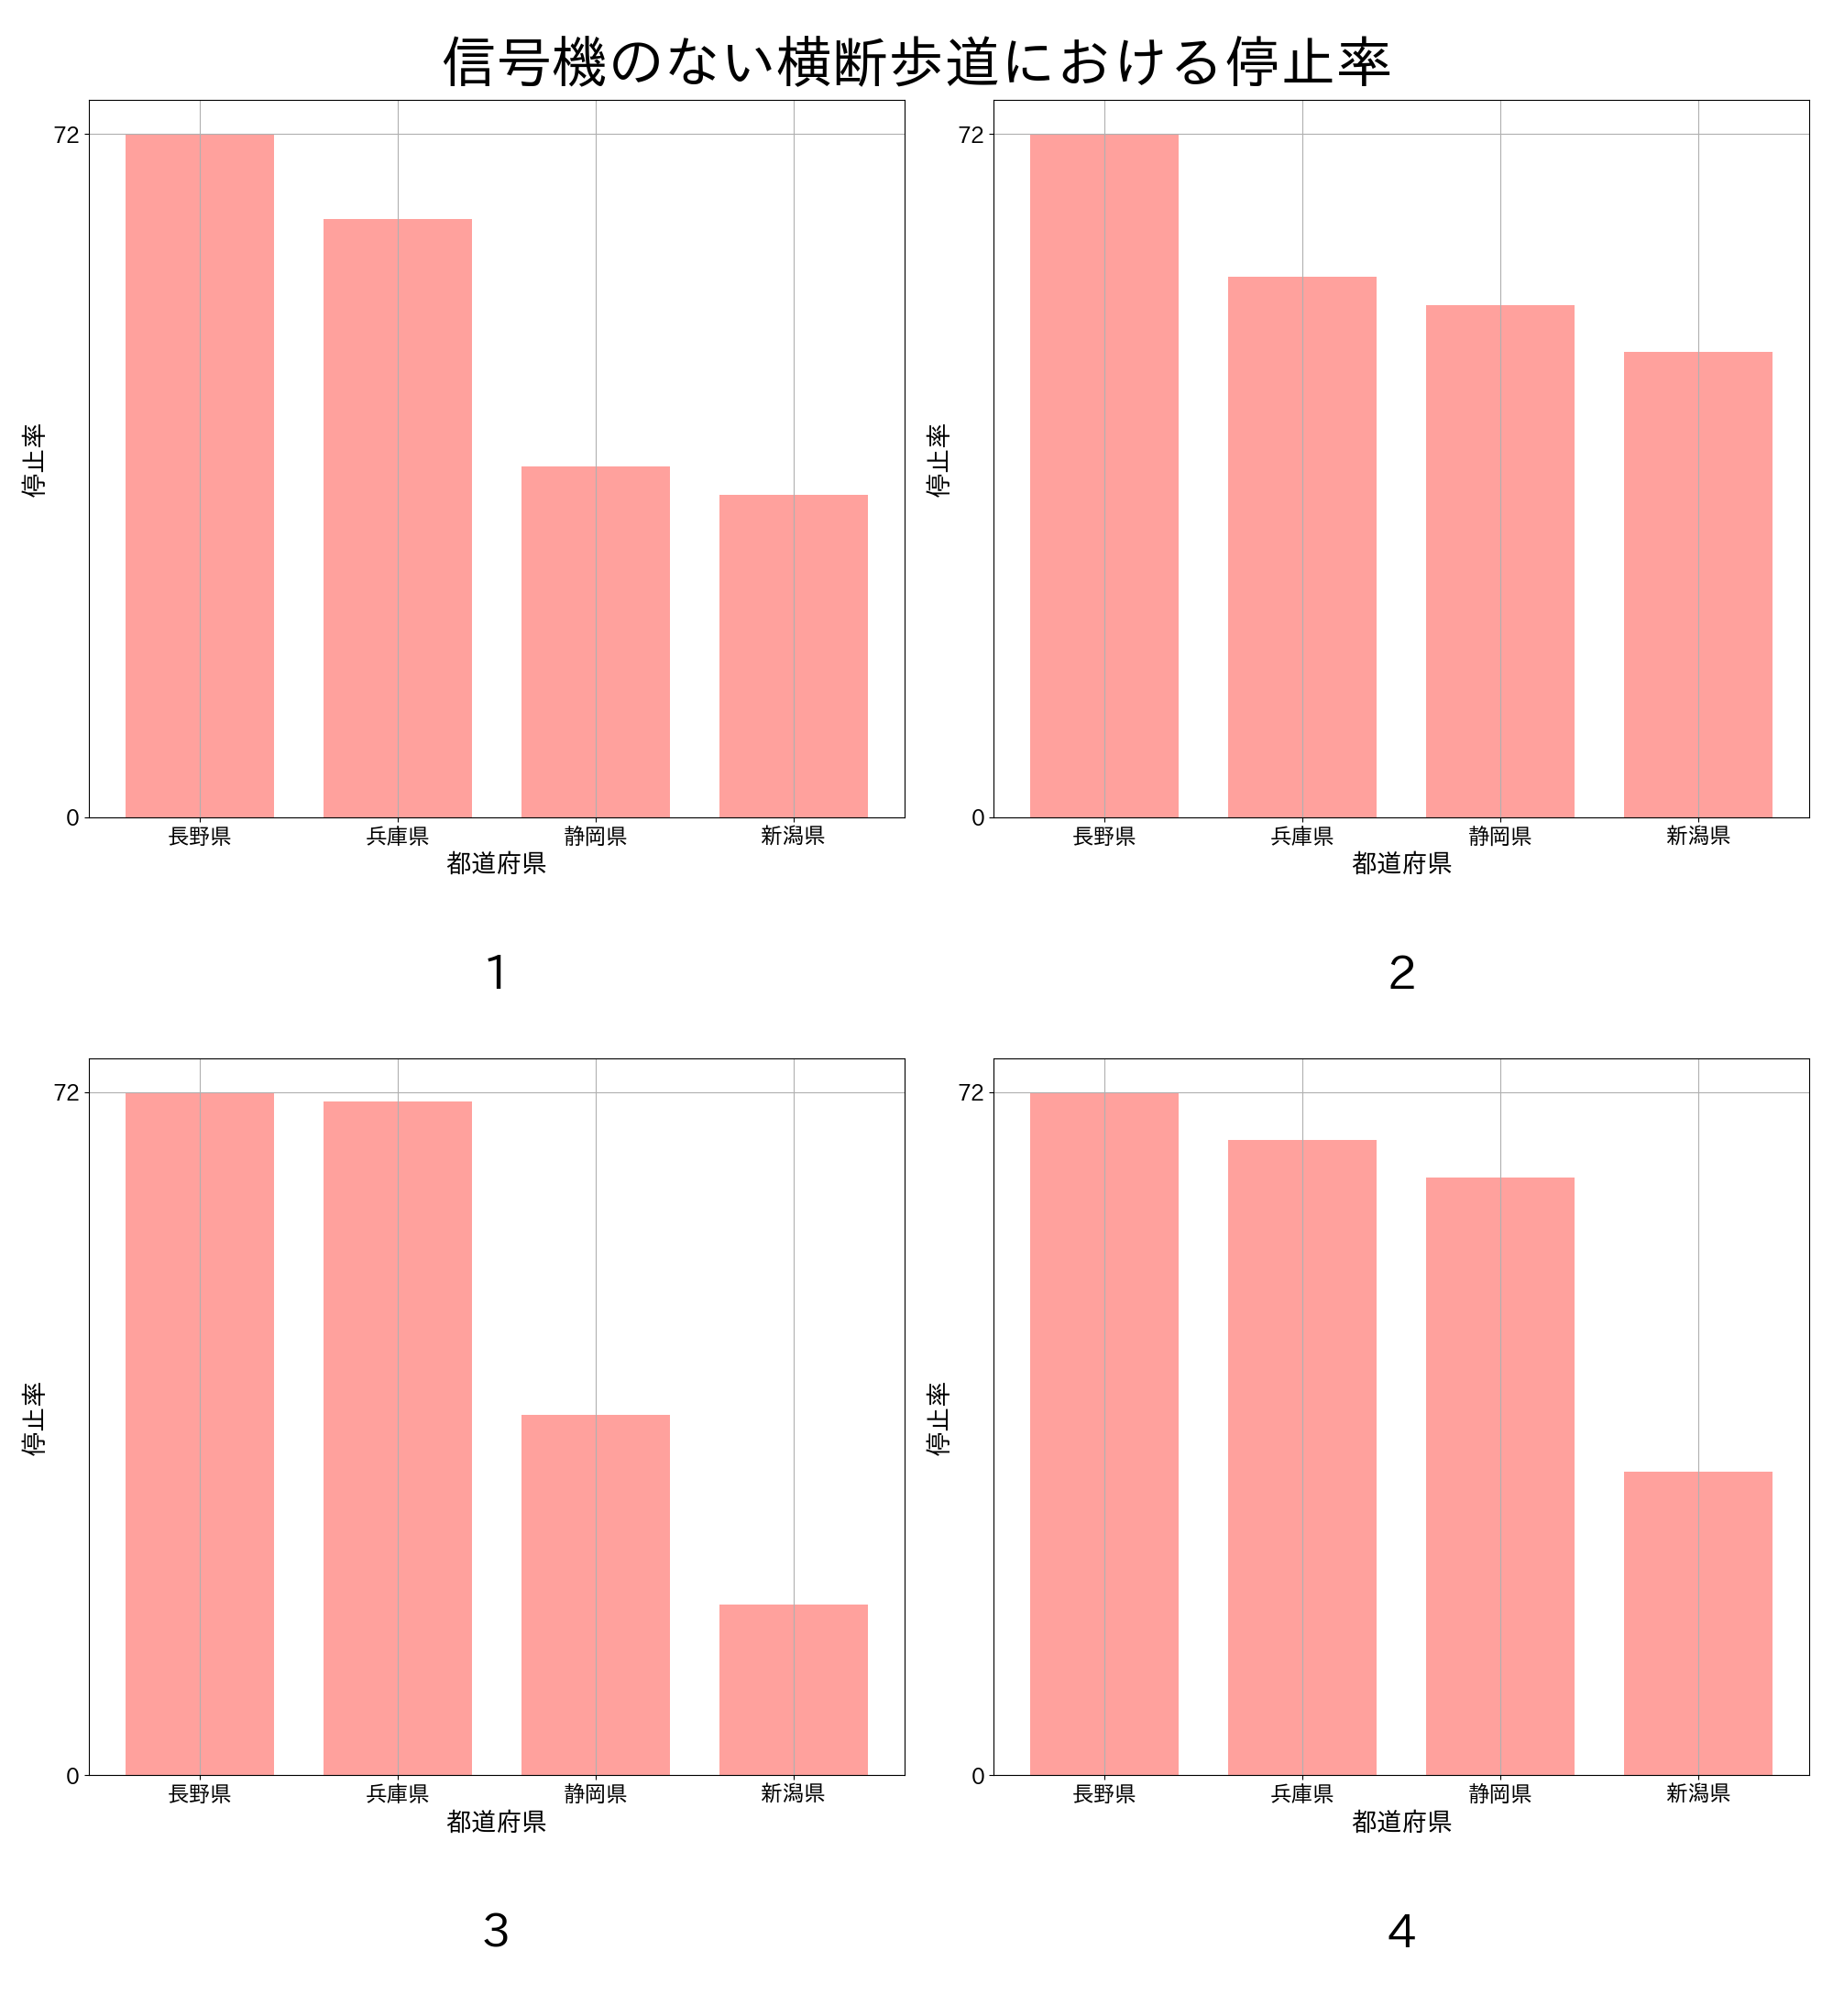 信号機のない横断歩道における停止率
72
停止率
0
長野県 兵庫県 静岡県 新潟県
都道府県
1
72
停止率
0
長野県 兵庫県 静岡県 新潟県
都道府県
2
72
停止率
0
長野県 兵庫県 静岡県 新潟県
都道府県
3
72
停止率
0
長野県 兵庫県 静岡県 新潟県
都道府県
4